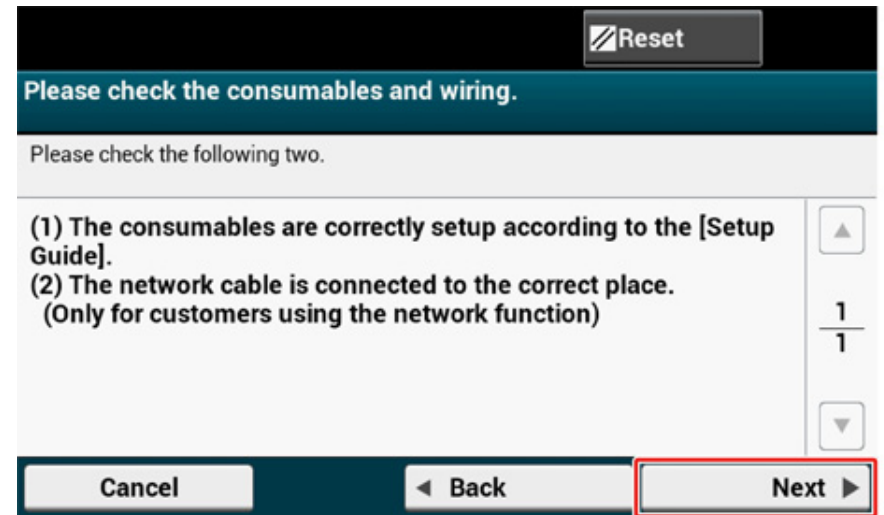 Reset
Please check the consumables and wiring.
Please check the following two.
(1) The consumables are correctly setup according to the [Setup
Guide].
(2) The network cable is connected to the correct place.
(Only for customers using the network function)
1
1
Cancel
Back
Next